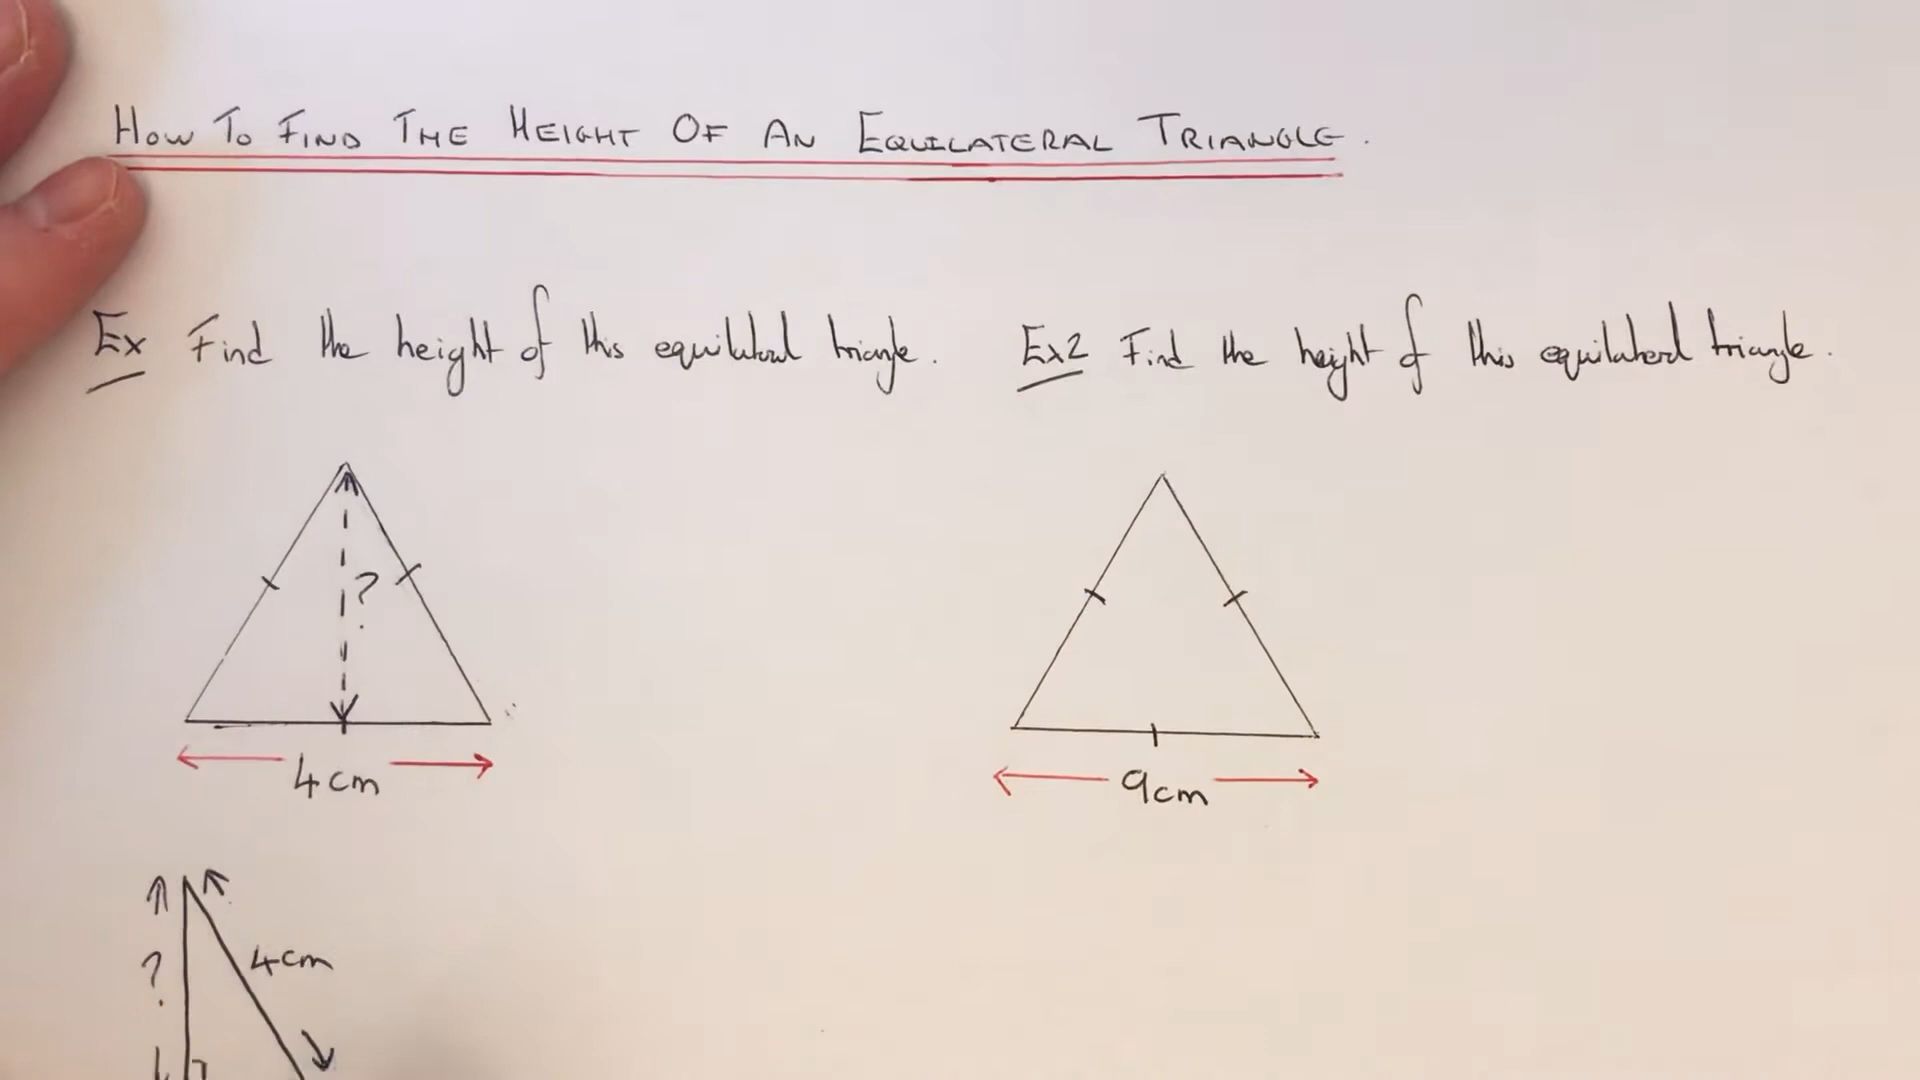 How To Find The Height Of An Equilateral Triangle.
Ex Find the height of this equilateral triangle.
Ex2 Find the height of this equilateral triangle.
?
4cm
9cm
?
4cm